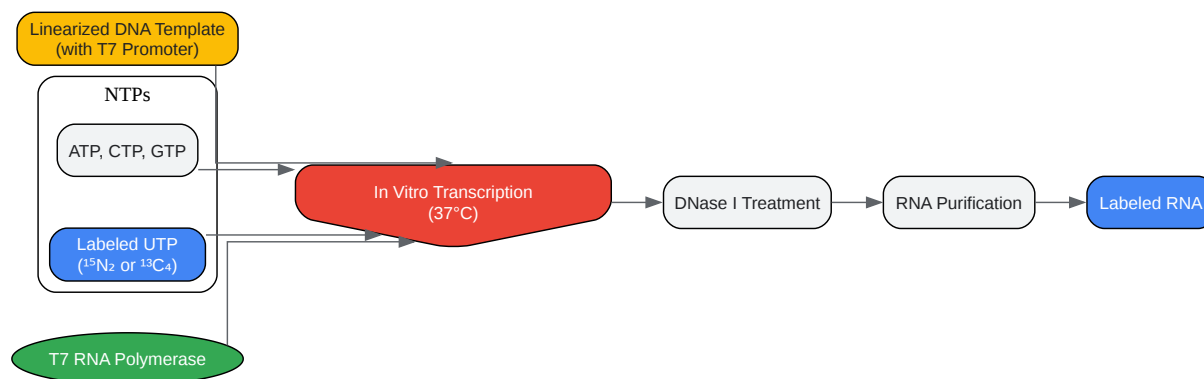 Linearized DNA Template
(with T7 Promoter)
NTPs
ATP, CTP, GTP
Labeled UTP
(¹⁵N₂ or ¹³C₄)
T7 RNA Polymerase
In Vitro Transcription
(37°C)
DNase I Treatment
RNA Purification
Labeled RNA